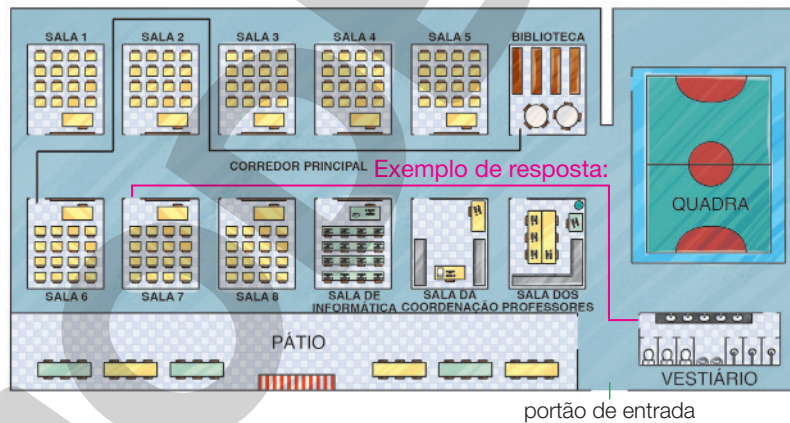 SALA 1
SALA 2
SALA 3
SALA 4
SALA 5
BIBLIOTECA
CORREDOR PRINCIPAL
Exemplo de resposta:
QUADRA
SALA 6
SALA 7
SALA 8
SALA DE
INFORMÁTICA
SALA DA
COORDENAÇÃO
SALA DOS
PROFESSORES
PÁTIO
VESTIÁRIO
portão de entrada